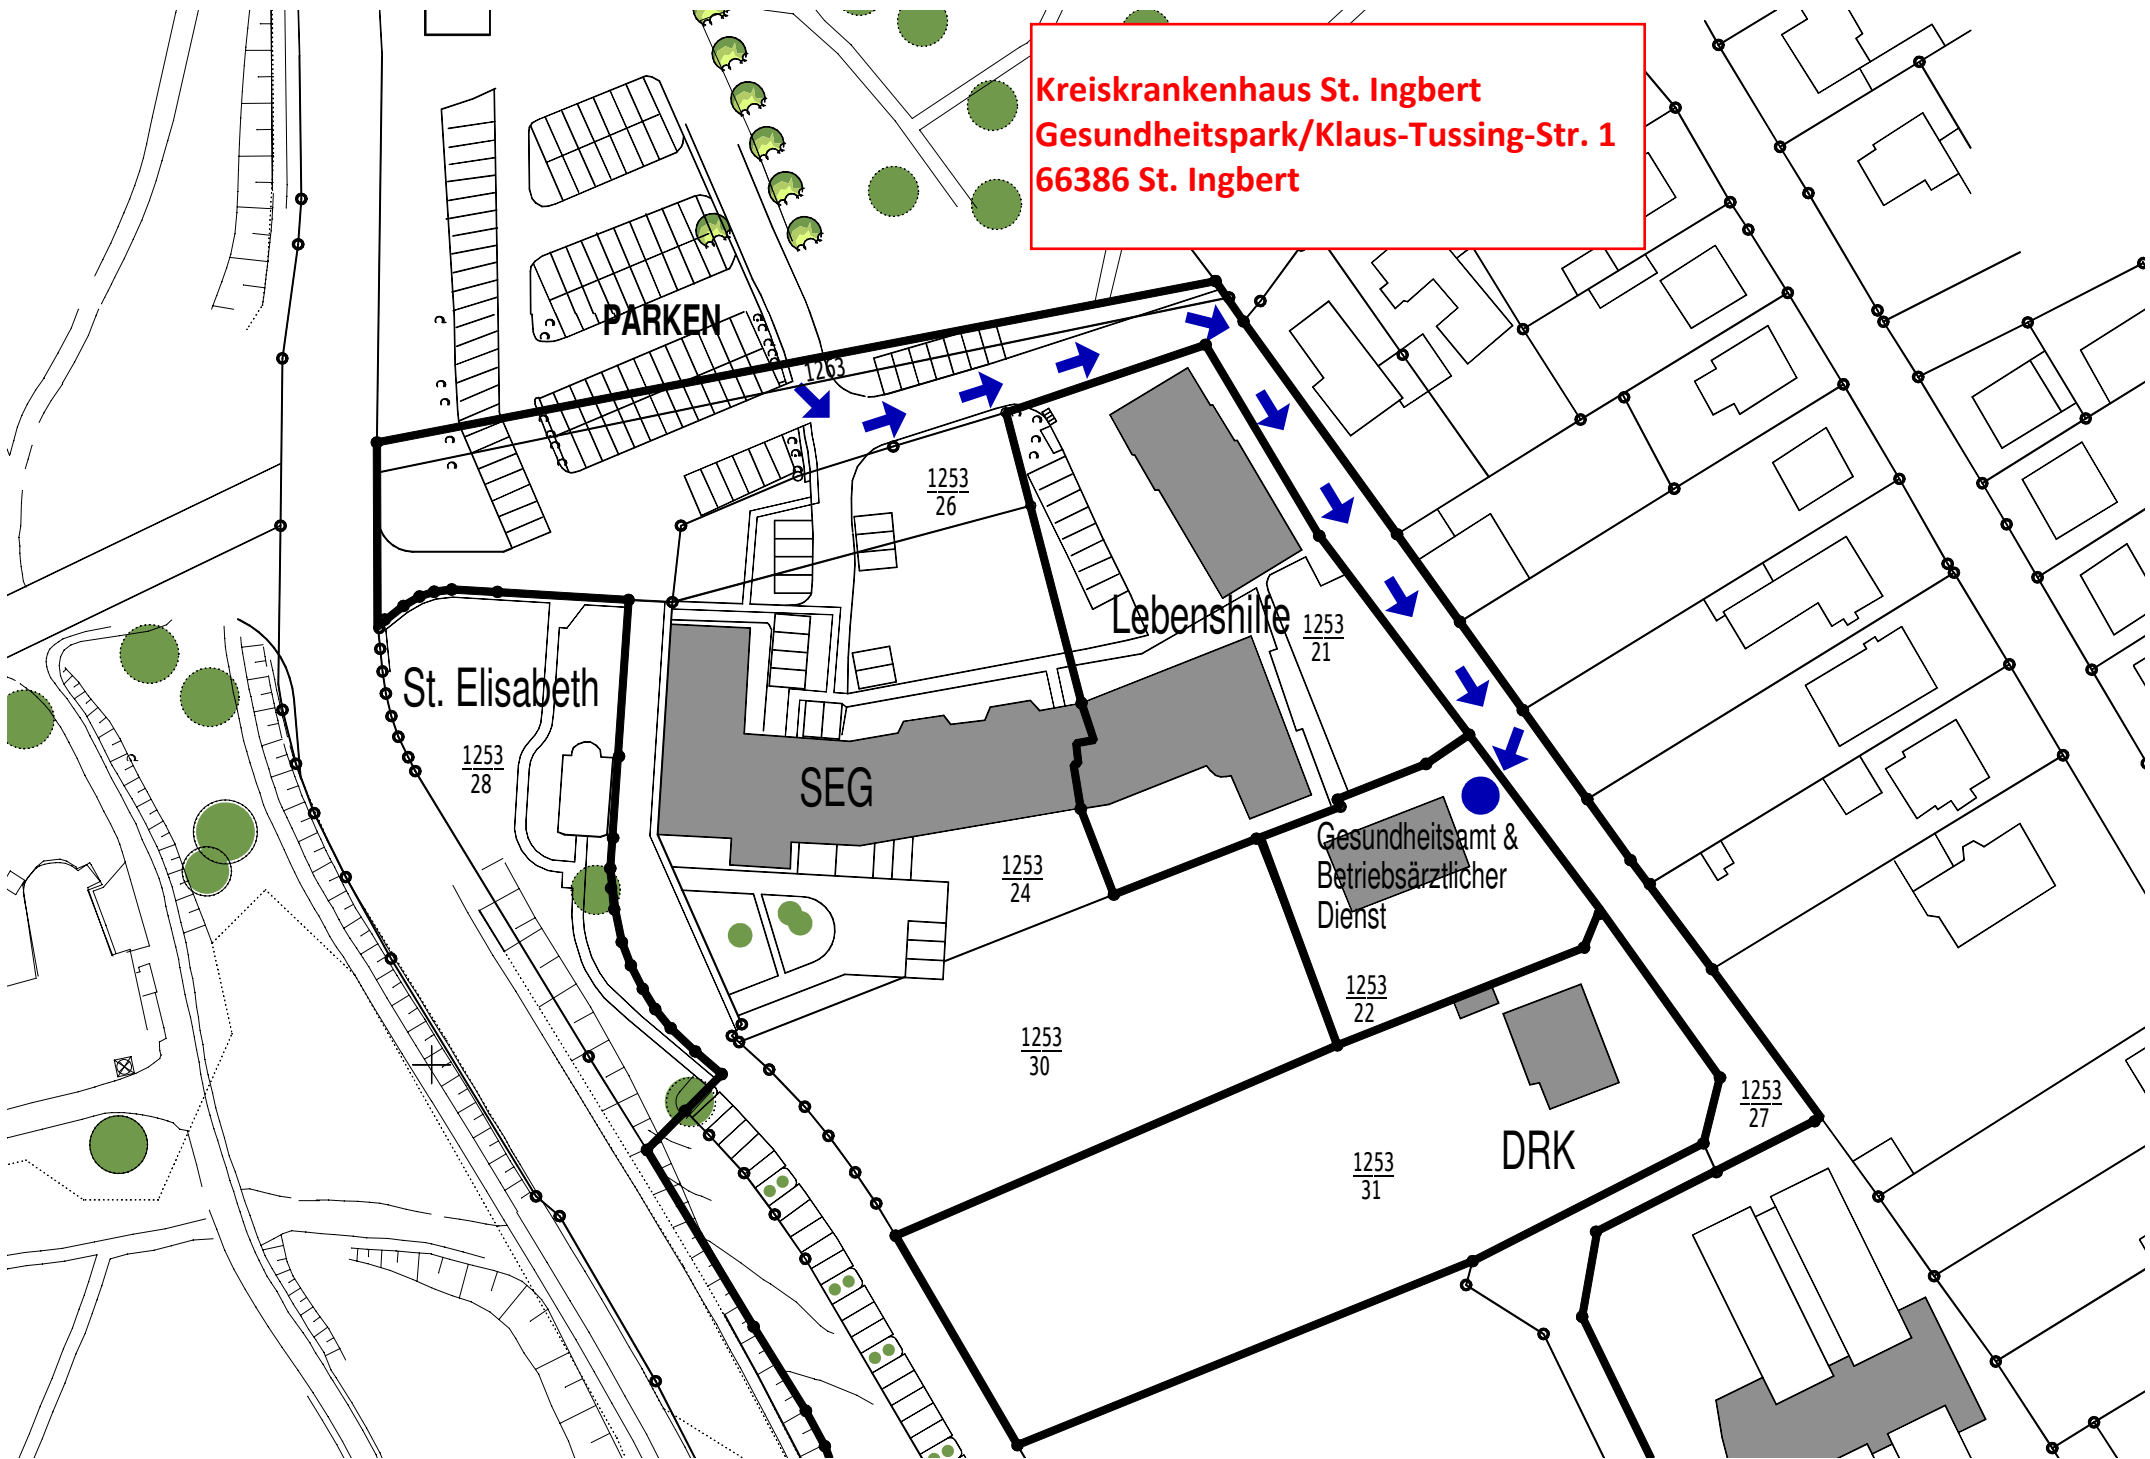 Kreiskrankenhaus St. Ingbert
Gesundheitspark/Klaus-Tussing-Str. 1
66386 St. Ingbert
PARKEN
1263
1253
26
Lebenshilfe
1253
21
St. Elisabeth
1253
28
SEG
1253
24
Gesundheitsamt &
Betriebsärztlicher
Dienst
1253
22
1253
30
1253
27
DRK
1253
31